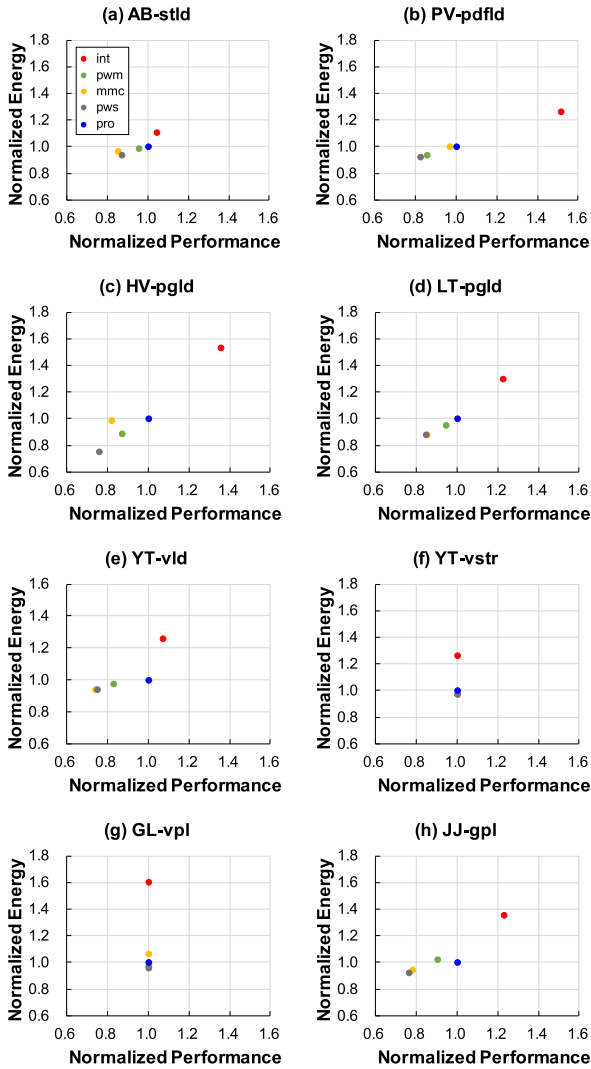 (a) AB-stld
Normalized Energy
1.8
1.6
1.4
1.2
1.0
0.8
0.6
int
pwm
mmc
pws
pro
0.6 0.8 1.0 1.2 1.4 1.6
Normalized Performance
(b) PV-pdfld
Normalized Energy
1.8
1.6
1.4
1.2
1.0
0.8
0.6
0.6 0.8 1.0 1.2 1.4 1.6
Normalized Performance
(c) HV-pgld
Normalized Energy
1.8
1.6
1.4
1.2
1.0
0.8
0.6
0.6 0.8 1.0 1.2 1.4 1.6
Normalized Performance
(d) LT-pgld
Normalized Energy
1.8
1.6
1.4
1.2
1.0
0.8
0.6
0.6 0.8 1.0 1.2 1.4 1.6
Normalized Performance
(e) YT-vld
Normalized Energy
1.6
1.4
1.2
1.0
0.8
0.6
0.6 0.8 1.0 1.2 1.4 1.6
Normalized Performance
(f) YT-vstr
Normalized Energy
1.8
1.6
1.4
1.2
1.0
0.8
0.6
0.6 0.8 1.0 1.2 1.4 1.6
Normalized Performance
(g) GL-vpl
Normalized Energy
1.8
1.6
1.4
1.2
1.0
0.8
0.6
0.6 0.8 1.0 1.2 1.4 1.6
Normalized Performance
(h) JJ-gpl
Normalized Energy
1.8
1.6
1.4
1.2
1.0
0.8
0.6
0.6 0.8 1.0 1.2 1.4 1.6
Normalized Performance